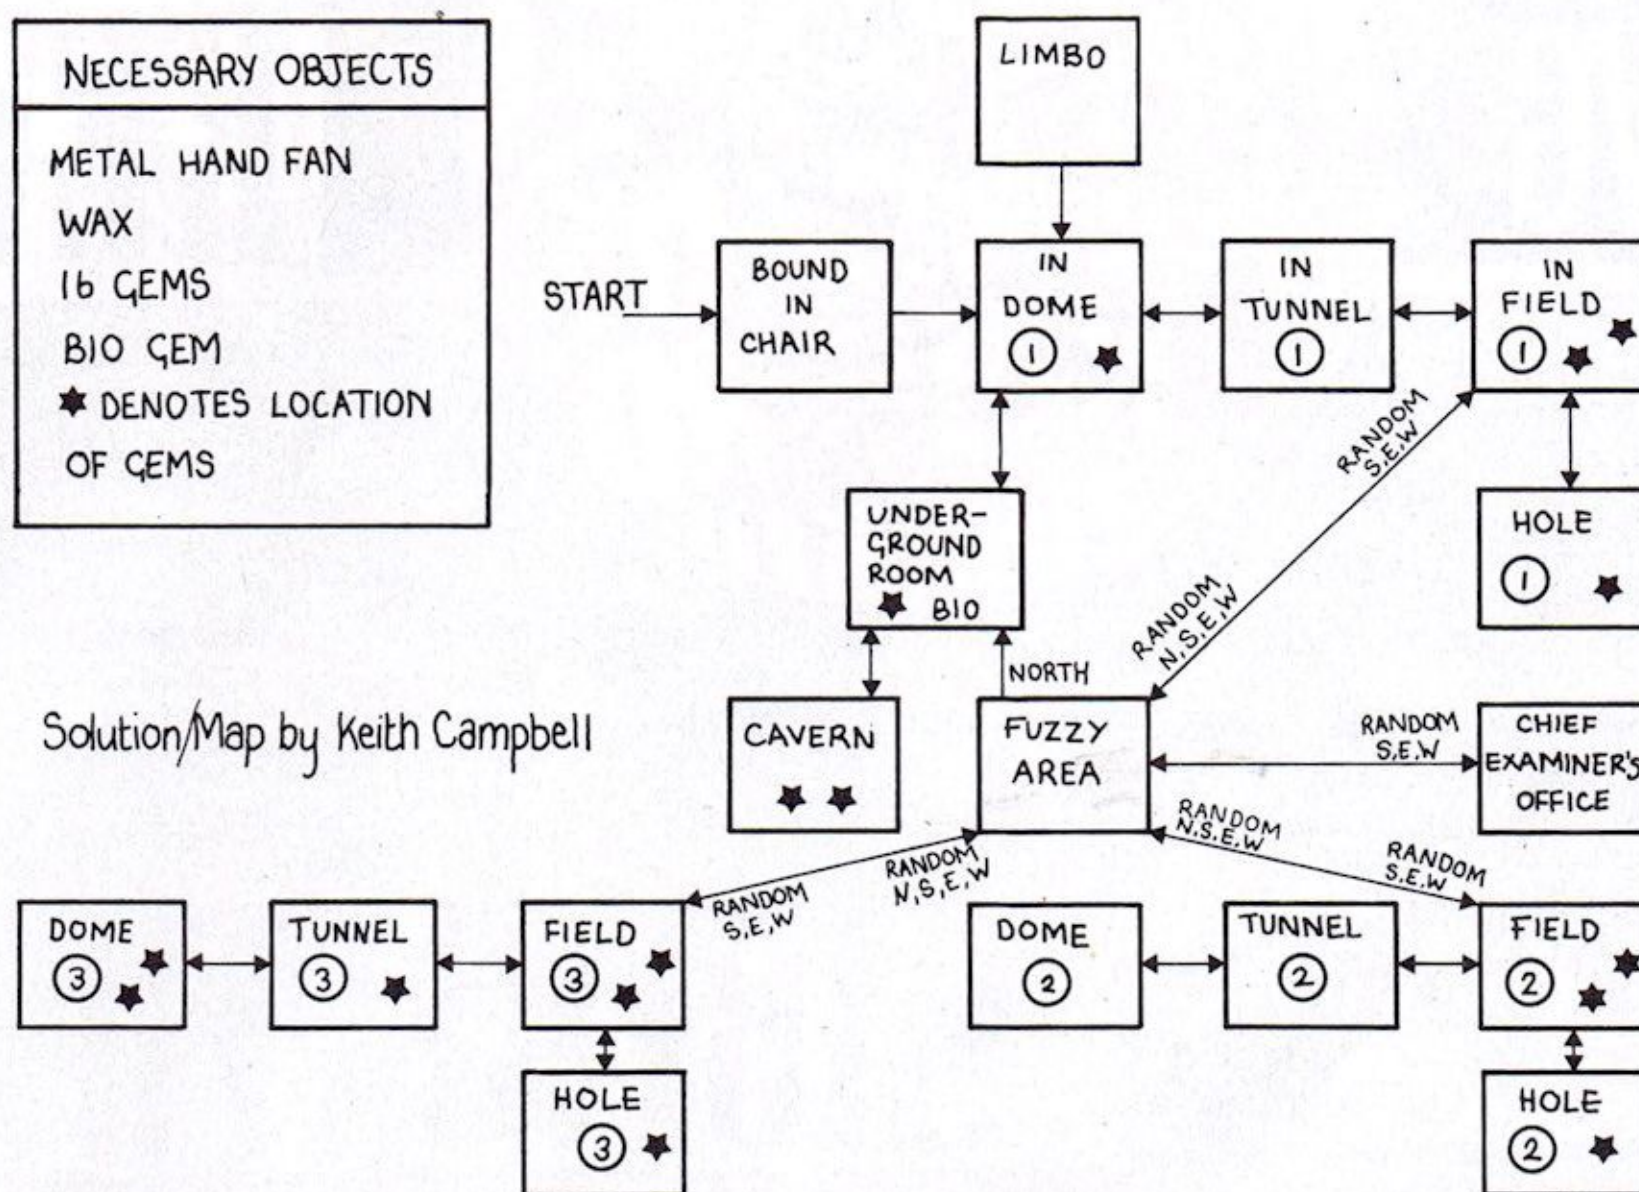 NECESSARY OBJECTS
METAL HAND FAN
WAX
16 GEMS
BIO GEM
DENOTES LOCATION
OF GEMS
LIMBO
START
BOUND
IN
CHAIR
IN
DOME
1
IN
TUNNEL
1
IN
FIELD
1
RANDOM
S.E.W
HOLE
1
UNDER-
GROUND
ROOM
BIO
RANDOM
N,S,E,W
NORTH
Solution/Map by Keith Campbell
CAVERN
FUZZY
AREA
RANDOM
S,E,W
CHIEF
EXAMINER'S
OFFICE
RANDOM
N.S.E.W
RANDOM
S.E.W
RANDOM
N,S,E,W
RANDOM
S,E,W
DOME
3
TUNNEL
3
FIELD
3
DOME
2
TUNNEL
2
FIELD
2
HOLE
3
HOLE
2